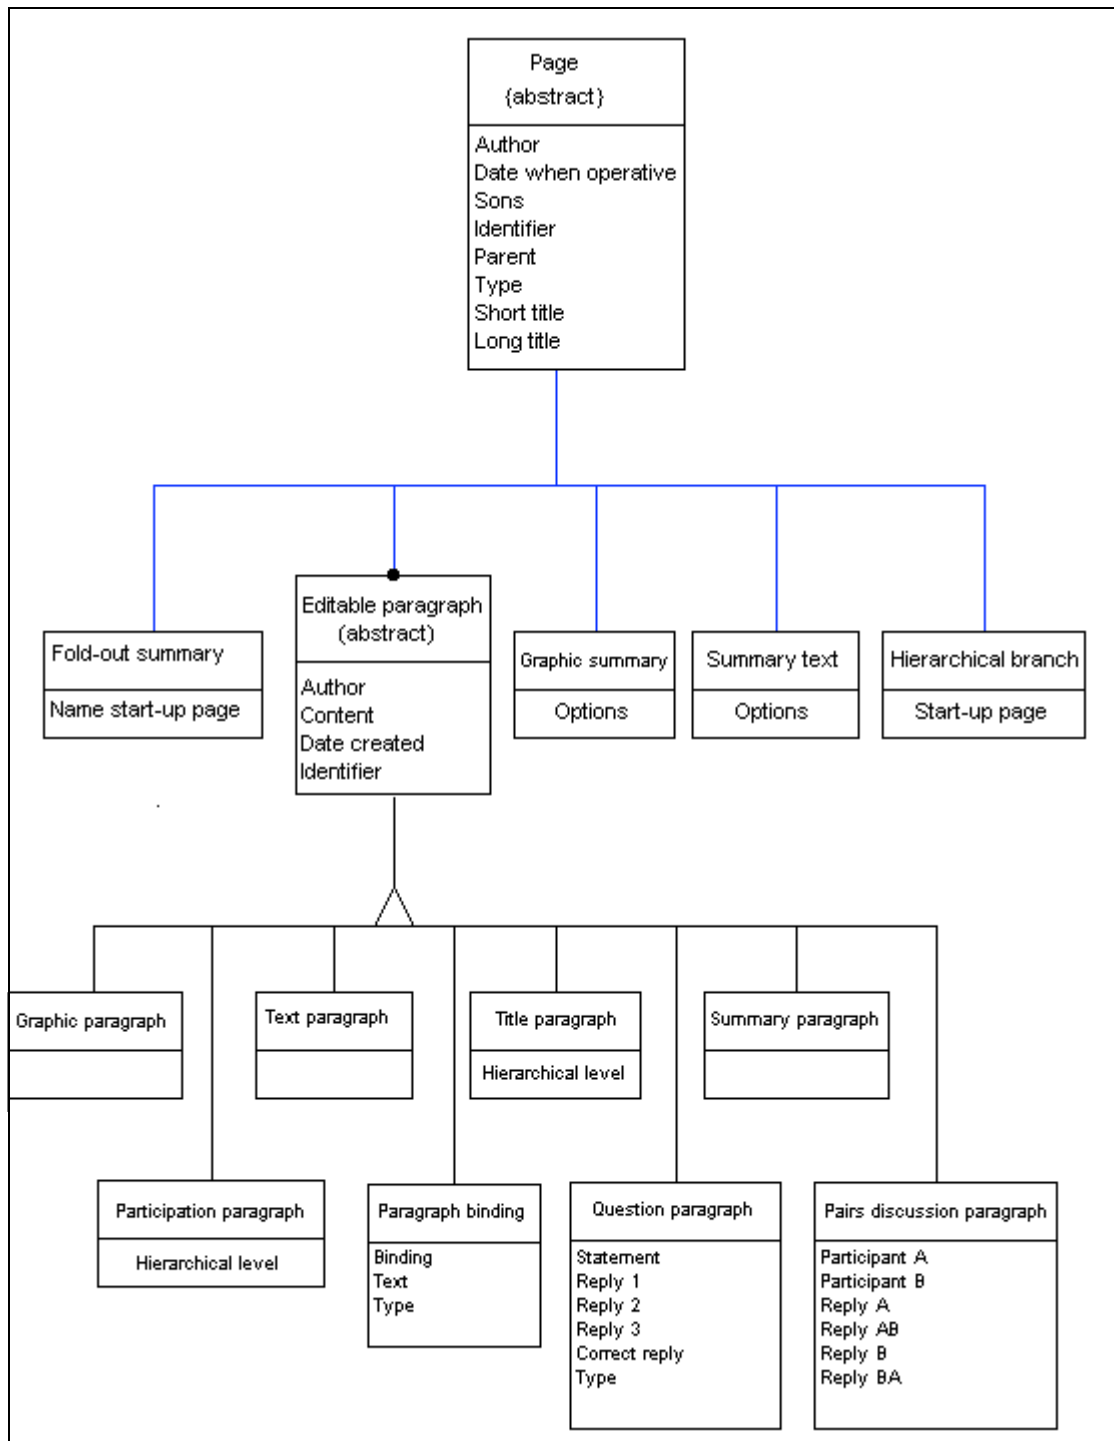 Page
{abstract}
Author
Date when operative
Sons
Identifier
Parent
Type
Short title
Long title
Fold-out summary
Name start-up page
Editable paragraph
(abstract)
Author
Content
Date created
Identifier
Graphic summary
Options
Summary text
Options
Hierarchical branch
Start-up page
Graphic paragraph
Text paragraph
Title paragraph
Hierarchical level
Summary paragraph
Participation paragraph
Hierarchical level
Paragraph binding
Binding
Text
Type
Question paragraph
Statement
Reply 1
Reply 2
Reply 3
Correct reply
Type
Pairs discussion paragraph
Participant A
Participant B
Reply A
Reply AB
Reply B
Reply BA